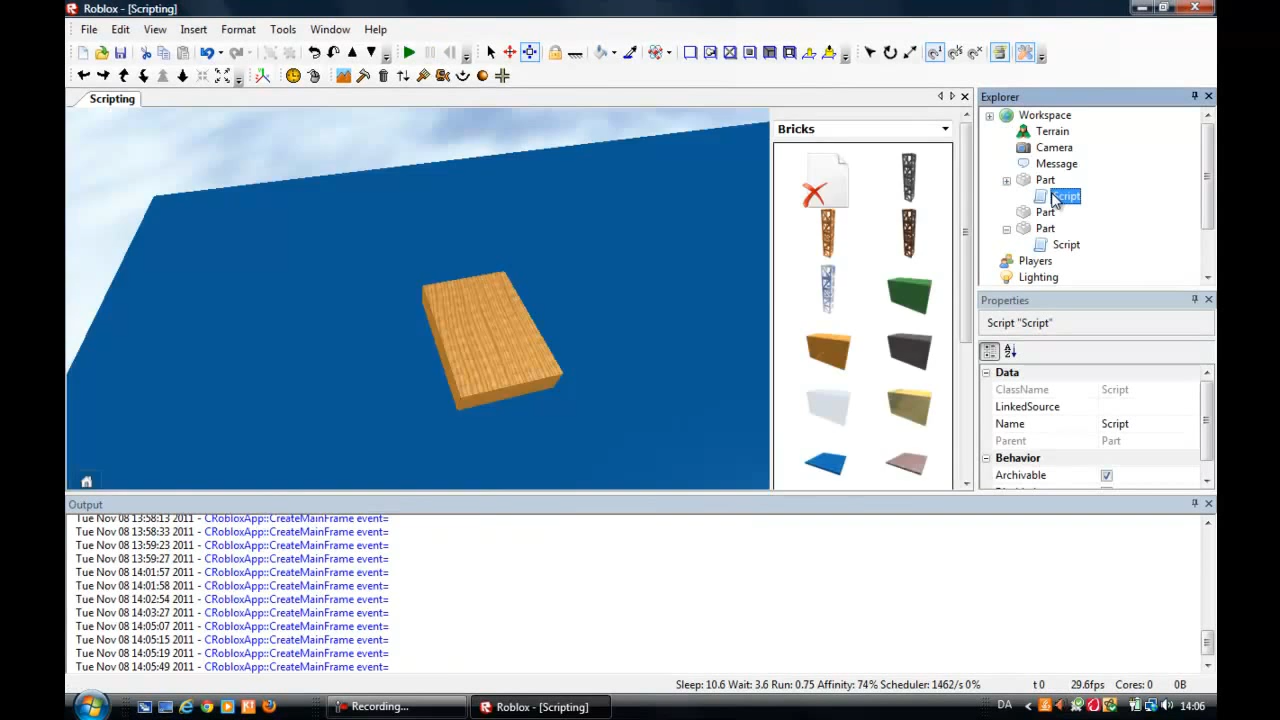 Roblox - [Scripting]
File Edit View Insert Format Tools Window Help
Scripting
Bricks
Explorer
Workspace
Terrain
Camera
Message
Part
Script
Part
Part
Script
Players
Lighting
Properties
Script "Script"
Data
ClassName Script
LinkedSource
Name Script
Parent Part
Behavior
Archivable
Output
Tue Nov 08 13:58:13 2011 - CRobloxApp::CreateMainFrame event=
Tue Nov 08 13:58:33 2011 - CRobloxApp::CreateMainFrame event=
Tue Nov 08 13:59:23 2011 - CRobloxApp::CreateMainFrame event=
Tue Nov 08 13:59:27 2011 - CRobloxApp::CreateMainFrame event=
Tue Nov 08 14:01:57 2011 - CRobloxApp::CreateMainFrame event=
Tue Nov 08 14:01:58 2011 - CRobloxApp::CreateMainFrame event=
Tue Nov 08 14:02:54 2011 - CRobloxApp::CreateMainFrame event=
Tue Nov 08 14:03:27 2011 - CRobloxApp::CreateMainFrame event=
Tue Nov 08 14:05:07 2011 - CRobloxApp::CreateMainFrame event=
Tue Nov 08 14:05:15 2011 - CRobloxApp::CreateMainFrame event=
Tue Nov 08 14:05:19 2011 - CRobloxApp::CreateMainFrame event=
Tue Nov 08 14:05:49 2011 - CRobloxApp::CreateMainFrame event=
Sleep: 10.6 Wait: 3.6 Run: 0.75 Affinity: 74% Scheduler: 1462/s 0% t 0 29.6fps Cores: 0 0B
Recording... Roblox - [Scripting] DA 14:06